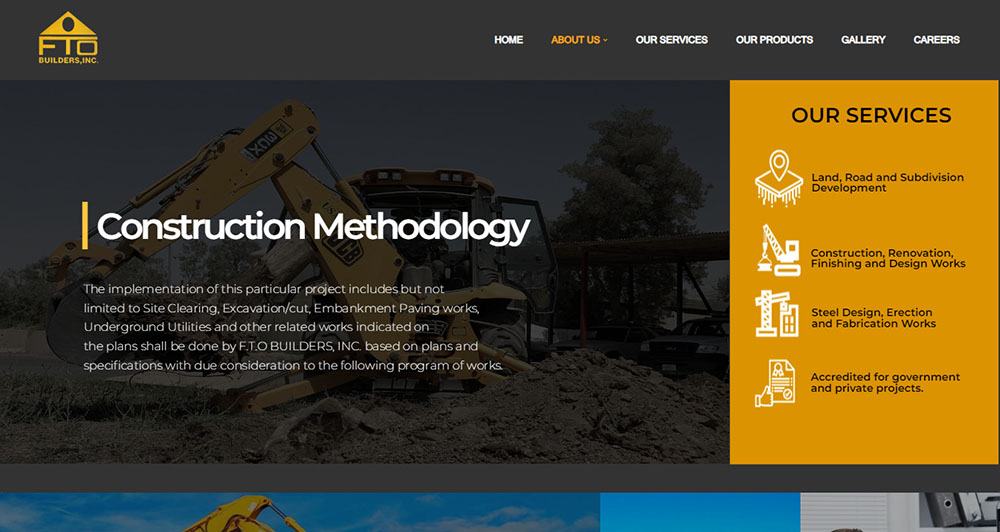 FTO
BUILDERS, INC.
HOME
ABOUT US
OUR SERVICES
OUR PRODUCTS
GALLERY
CAREERS
Construction Methodology
The implementation of this particular project includes but not
limited to Site Clearing, Excavation/cut, Embankment Paving works,
Underground Utilities and other related works indicated on
the plans shall be done by F.T.O BUILDERS, INC. based on plans and
specifications with due consideration to the following program of works.
JCB
OUR SERVICES
Land, Road and Subdivision
Development
Construction, Renovation,
Finishing and Design Works
Steel Design, Erection
and Fabrication Works
Accredited for government
and private projects.